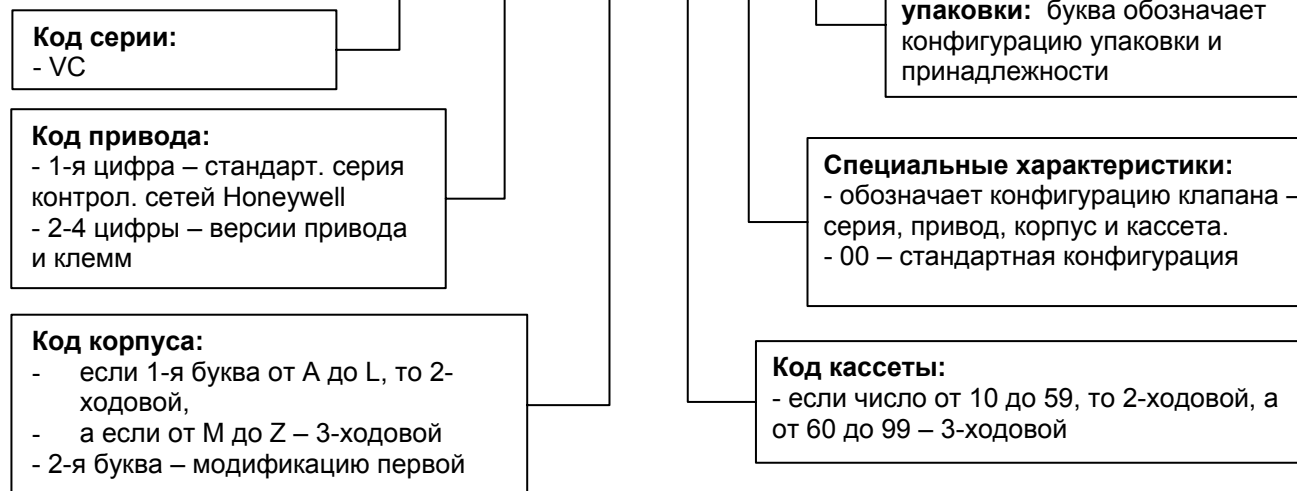 Код серии:
- VC
Код привода:
- 1-я цифра – стандарт. серия
контрол. сетей Honeywell
- 2-4 цифры – версии привода
и клемм
Код корпуса:
- если 1-я буква от A до L, то 2-
ходовой,
- а если от M до Z – 3-ходовой
- 2-я буква – модификацию первой
упаковки: буква обозначает
конфигурацию упаковки и
принадлежности
Специальные характеристики:
- обозначает конфигурацию клапана –
серия, привод, корпус и кассета.
- 00 – стандартная конфигурация
Код кассеты:
- если число от 10 до 59, то 2-ходовой, а
от 60 до 99 – 3-ходовой